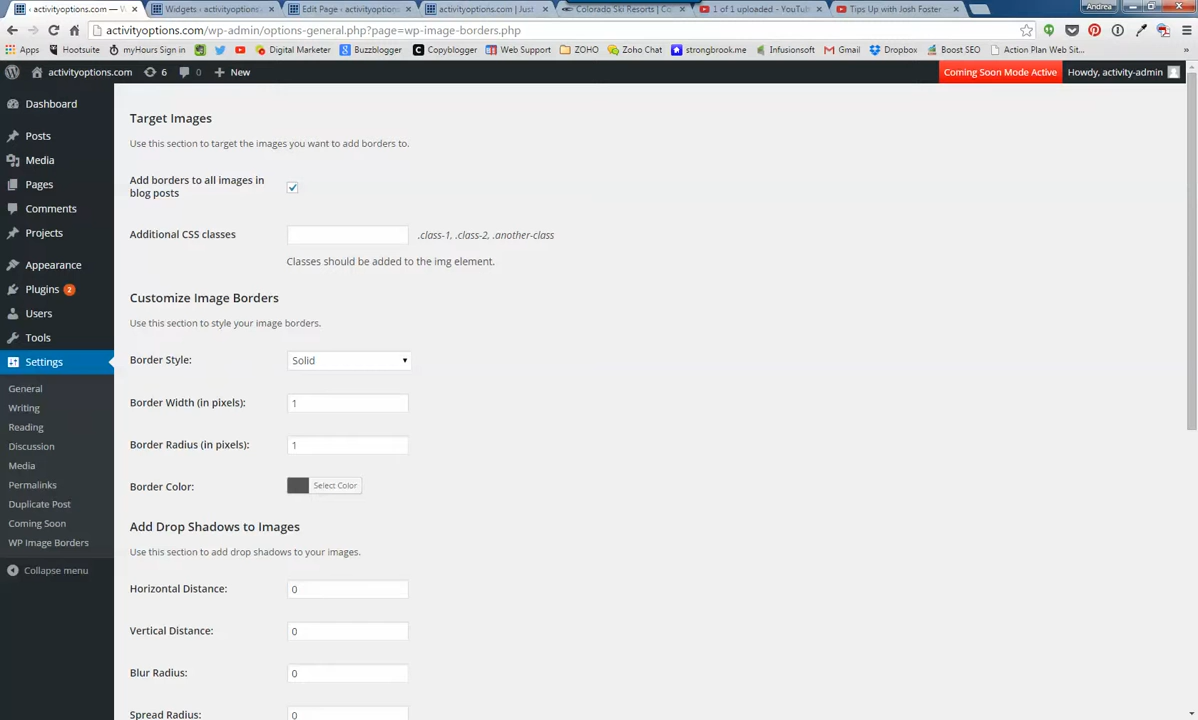 activityoptions.com — W
Widgets ‹ activityoptions.c
Edit Page ‹ activityoptions
activityoptions.com | Just
Colorado Ski Resorts | Co
1 of 1 uploaded - YouTub
Tips Up with Josh Foster -
Andrea
activityoptions.com/wp-admin/options-general.php?page=wp-image-borders.php
Apps
Hootsuite
myHours Sign in
Digital Marketer
Buzzblogger
Copyblogger
Web Support
ZOHO
Zoho Chat
strongbrook.me
Infusionsoft
Gmail
Dropbox
Boost SEO
Action Plan Web Sit...
activityoptions.com
6
0
New
Coming Soon Mode Active
Howdy, activity-admin
Dashboard
Posts
Media
Pages
Comments
Projects
Appearance
Plugins 2
Users
Tools
Settings
General
Writing
Reading
Discussion
Media
Permalinks
Duplicate Post
Coming Soon
WP Image Borders
Collapse menu
Target Images
Use this section to target the images you want to add borders to.
Add borders to all images in
blog posts
Additional CSS classes
.class-1, .class-2, .another-class
Classes should be added to the img element.
Customize Image Borders
Use this section to style your image borders.
Border Style:
Solid
Border Width (in pixels):
1
Border Radius (in pixels):
1
Border Color:
Select Color
Add Drop Shadows to Images
Use this section to add drop shadows to your images.
Horizontal Distance:
0
Vertical Distance:
0
Blur Radius:
0
Spread Radius:
0